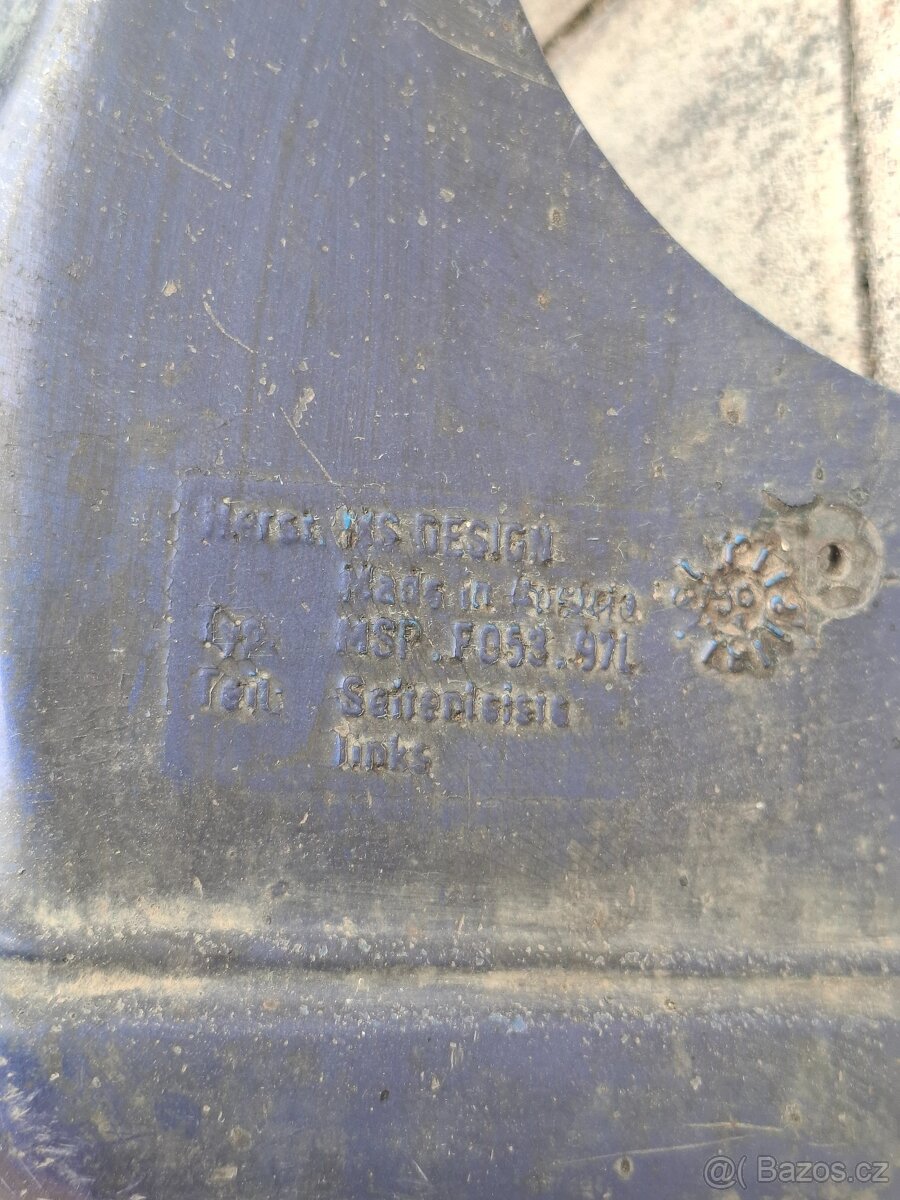 Herst. MS DESIGN
Made in Austria
Typ. MSP.F053.97L
Teil: Seitenleiste
links
@( Bazos.cz